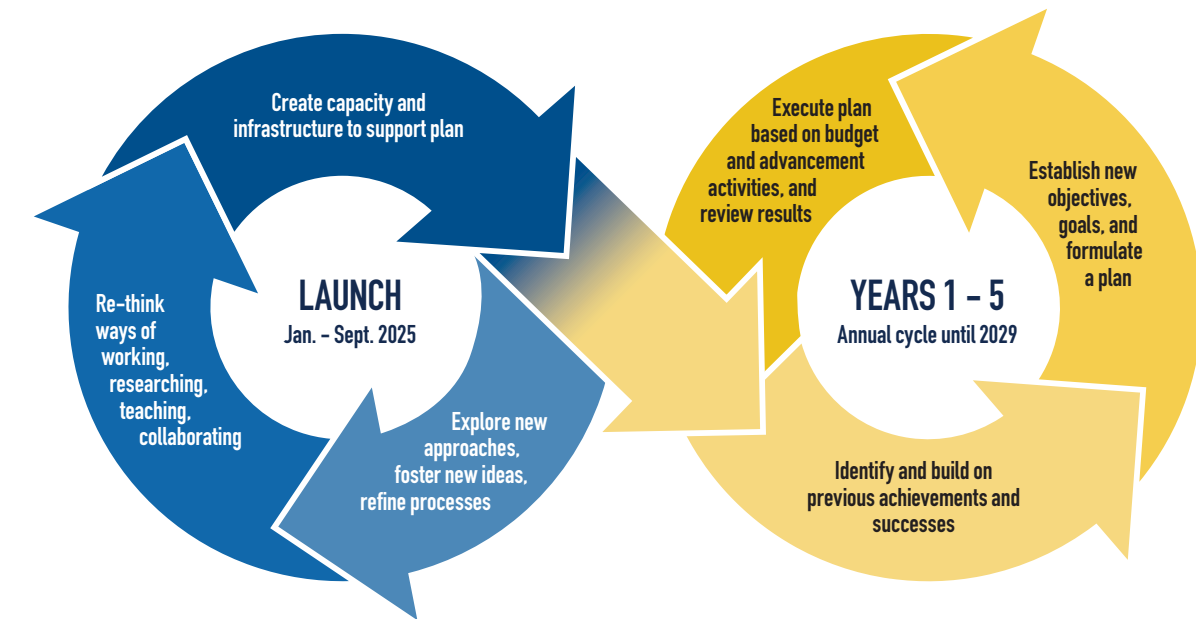 Create capacity and
infrastructure to support plan
Re-think
ways of
working,
researching,
teaching,
collaborating
LAUNCH
Jan. - Sept. 2025
Explore new
approaches,
foster new ideas,
refine processes
Execute plan
based on budget
and advancement
activities, and
review results
Establish new
objectives,
goals, and
formulate
a plan
YEARS 1 - 5
Annual cycle until 2029
Identify and build on
previous achievements and
successes